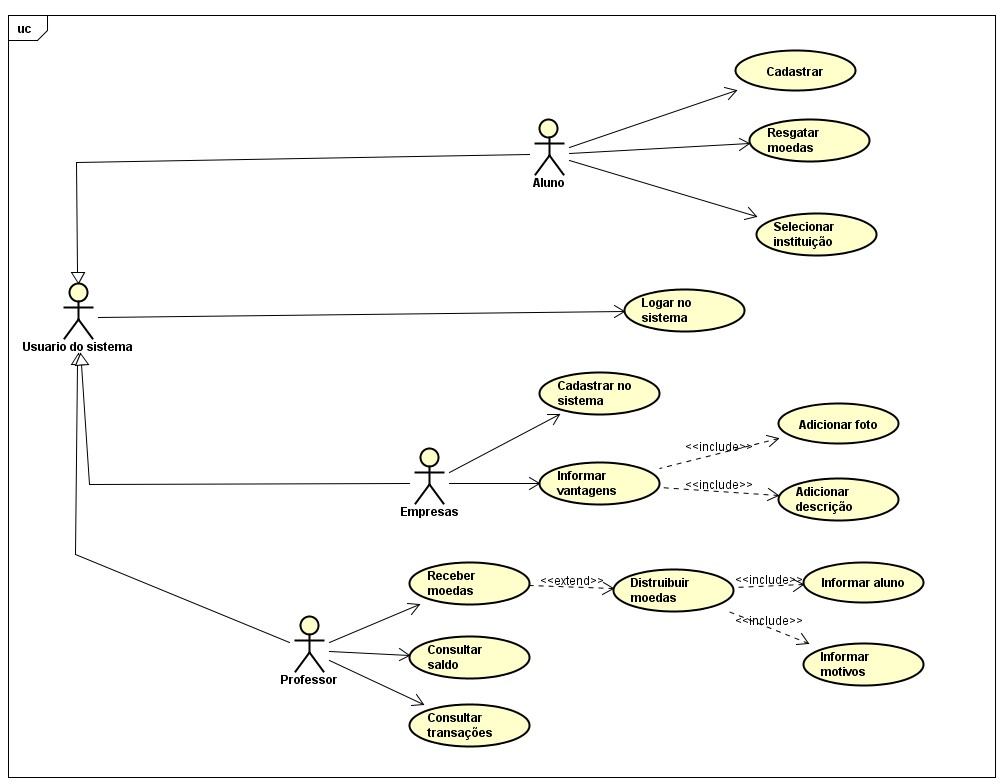 uc
Cadastrar
Resgatar
moedas
Aluno
Selecionar
instituição
Logar no
sistema
Usuario do sistema
Cadastrar no
sistema
Adicionar foto
<<include>>
Informar
vantagens
<<include>>
Adicionar
descrição
Empresas
Receber
moedas
<<extend>>
Distruibuir
moedas
<<include>>
Informar aluno
<<include>>
Informar
motivos
Consultar
saldo
Professor
Consultar
transações